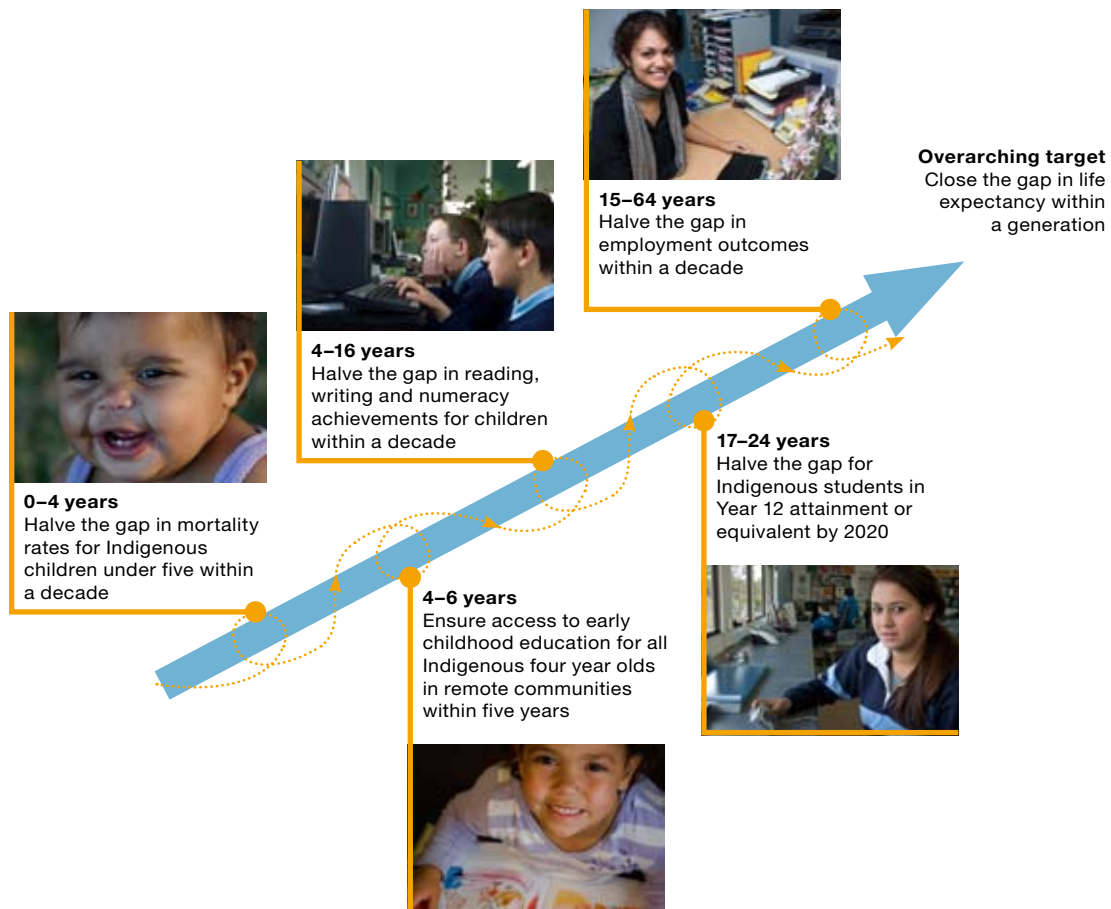 0–4 years
Halve the gap in mortality
rates for Indigenous
children under five within
a decade
4–6 years
Ensure access to early
childhood education for all
Indigenous four year olds
in remote communities
within five years
4–16 years
Halve the gap in reading,
writing and numeracy
achievements for children
within a decade
17–24 years
Halve the gap for
Indigenous students in
Year 12 attainment or
equivalent by 2020
15–64 years
Halve the gap in
employment outcomes
within a decade
Overarching target
Close the gap in life
expectancy within
a generation